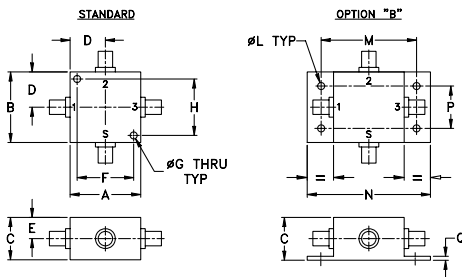 STANDARD
D
B
D
1
2
3
S
H
F
A
ØG THRU
TYP
C
E
OPTION "B"
ØL TYP
M
1
2
3
S
P
=
=
N
C
Q